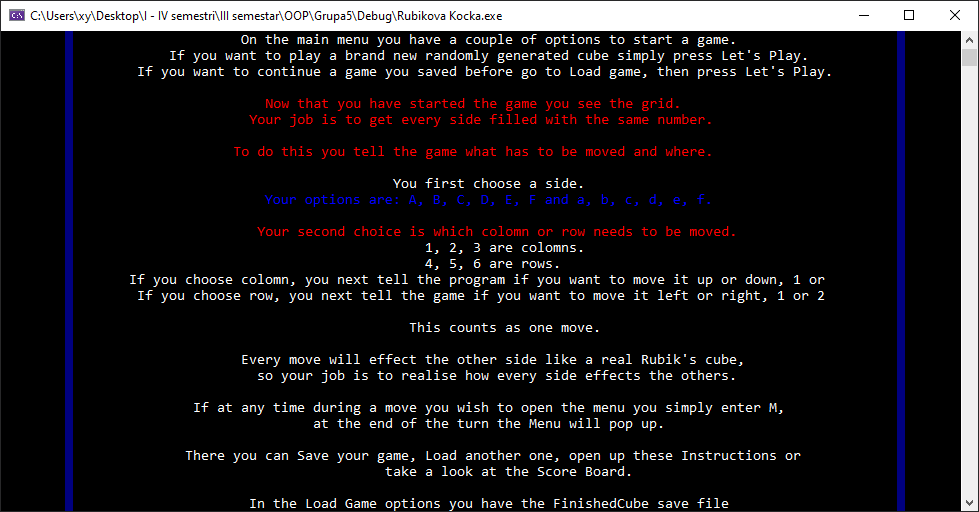 C:\Users\xy\Desktop\I - IV semestri\III semestar\OOP\Grupa5\Debug\Rubikova Kocka.exe
On the main menu you have a couple of options to start a game.
If you want to play a brand new randomly generated cube simply press Let's Play.
If you want to continue a game you saved before go to Load game, then press Let's Play.
Now that you have started the game you see the grid.
Your job is to get every side filled with the same number.
To do this you tell the game what has to be moved and where.
You first choose a side.
Your options are: A, B, C, D, E, F and a, b, c, d, e, f.
Your second choice is which colomn or row needs to be moved.
1, 2, 3 are colomns.
4, 5, 6 are rows.
If you choose colomn, you next tell the program if you want to move it up or down, 1 or
If you choose row, you next tell the game if you want to move it left or right, 1 or 2
This counts as one move.
Every move will effect the other side like a real Rubik's cube,
so your job is to realise how every side effects the others.
If at any time during a move you wish to open the menu you simply enter M,
at the end of the turn the Menu will pop up.
There you can Save your game, Load another one, open up these Instructions or
take a look at the Score Board.
In the Load Game options you have the FinishedCube save file